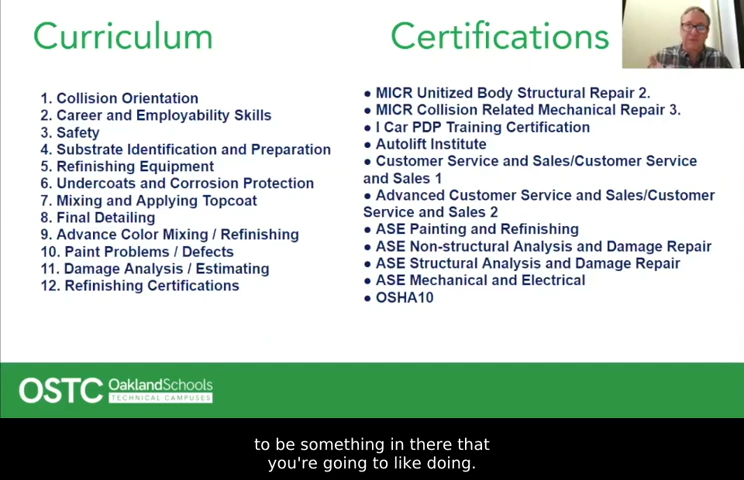 Curriculum
1. Collision Orientation
2. Career and Employability Skills
3. Safety
4. Substrate Identification and Preparation
5. Refinishing Equipment
6. Undercoats and Corrosion Protection
7. Mixing and Applying Topcoat
8. Final Detailing
9. Advance Color Mixing / Refinishing
10. Paint Problems / Defects
11. Damage Analysis / Estimating
12. Refinishing Certifications
Certifications
● MICR Unitized Body Structural Repair 2.
● MICR Collision Related Mechanical Repair 3.
● I Car PDP Training Certification
● Autolift Institute
● Customer Service and Sales/Customer Service
and Sales 1
● Advanced Customer Service and Sales/Customer
Service and Sales 2
● ASE Painting and Refinishing
● ASE Non-structural Analysis and Damage Repair
● ASE Structural Analysis and Damage Repair
● ASE Mechanical and Electrical
● OSHA10
OSTC OaklandSchools
TECHNICAL CAMPUSES
to be something in there that
you're going to like doing.